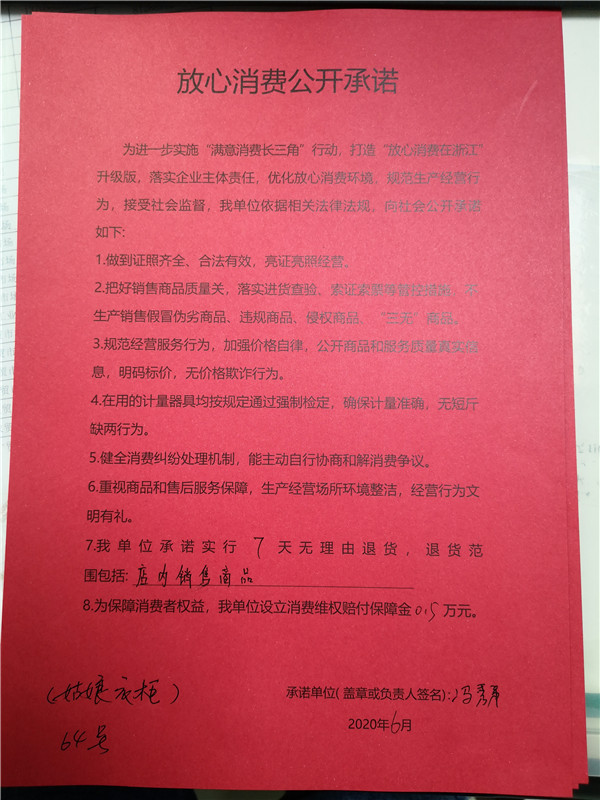 放心消费公开承诺
为进一步实施“满意消费长三角”行动，打造“放心消费在浙江”
升级版，落实企业主体责任，优化放心消费环境、规范生产经营行
为，接受社会监督，我单位依据相关法律法规，向社会公开承诺
如下：
1.做到证照齐全、合法有效，亮证亮照经营。
2.把好销售商品质量关，落实进货查验、索证索票等管控措施，不
生产销售假冒伪劣商品、违规商品、侵权商品、“三无”商品。
3.规范经营服务行为，加强价格自律，公开商品和服务质量真实信
息，明码标价，无价格欺诈行为。
4.在用的计量器具均按规定通过强制检定，确保计量准确，无短斤
缺两行为。
5.健全消费纠纷处理机制，能主动自行协商和解消费争议。
6.重视商品和售后服务保障，生产经营场所环境整洁，经营行为文
明有礼。
7.我单位承诺实行 7 天无理由退货，退货范
围包括：店内销售商品
8.为保障消费者权益，我单位设立消费维权赔付保障金0.5万元。
(姑娘衣柜)
承诺单位(盖章或负责人签名)：冯
64号
2020年6月